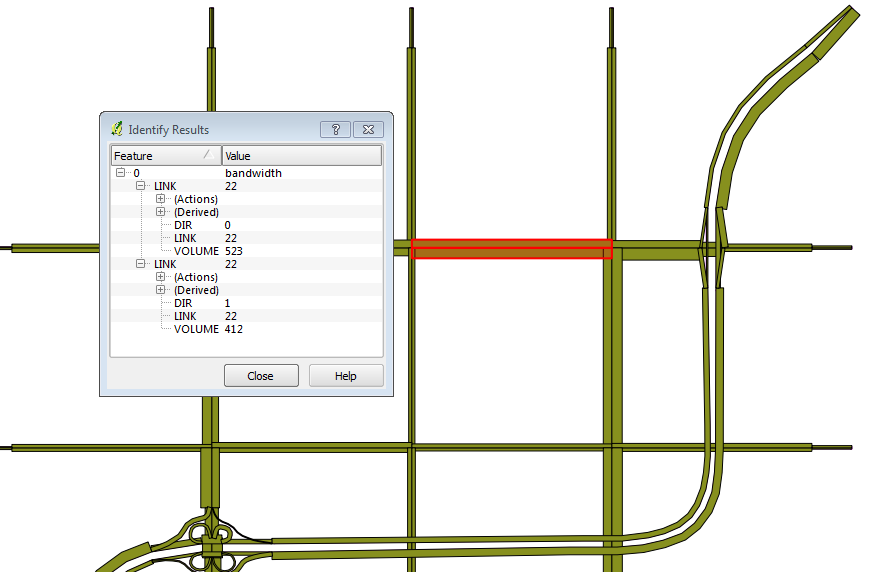 Identify Results
?
Feature Value
0 bandwidth
LINK 22
(Actions)
(Derived)
DIR 0
LINK 22
VOLUME 523
LINK 22
(Actions)
(Derived)
DIR 1
LINK 22
VOLUME 412
Close Help